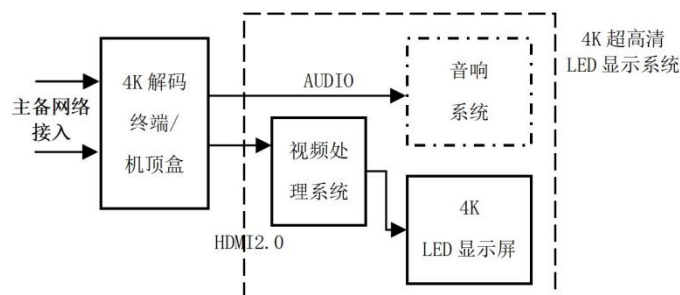 主备网络
接入
4K 解码
终端/
机顶盒
AUDIO
HDMI2.0
视频处
理系统
音响
系统
4K
LED 显示屏
4K 超高清
LED 显示系统